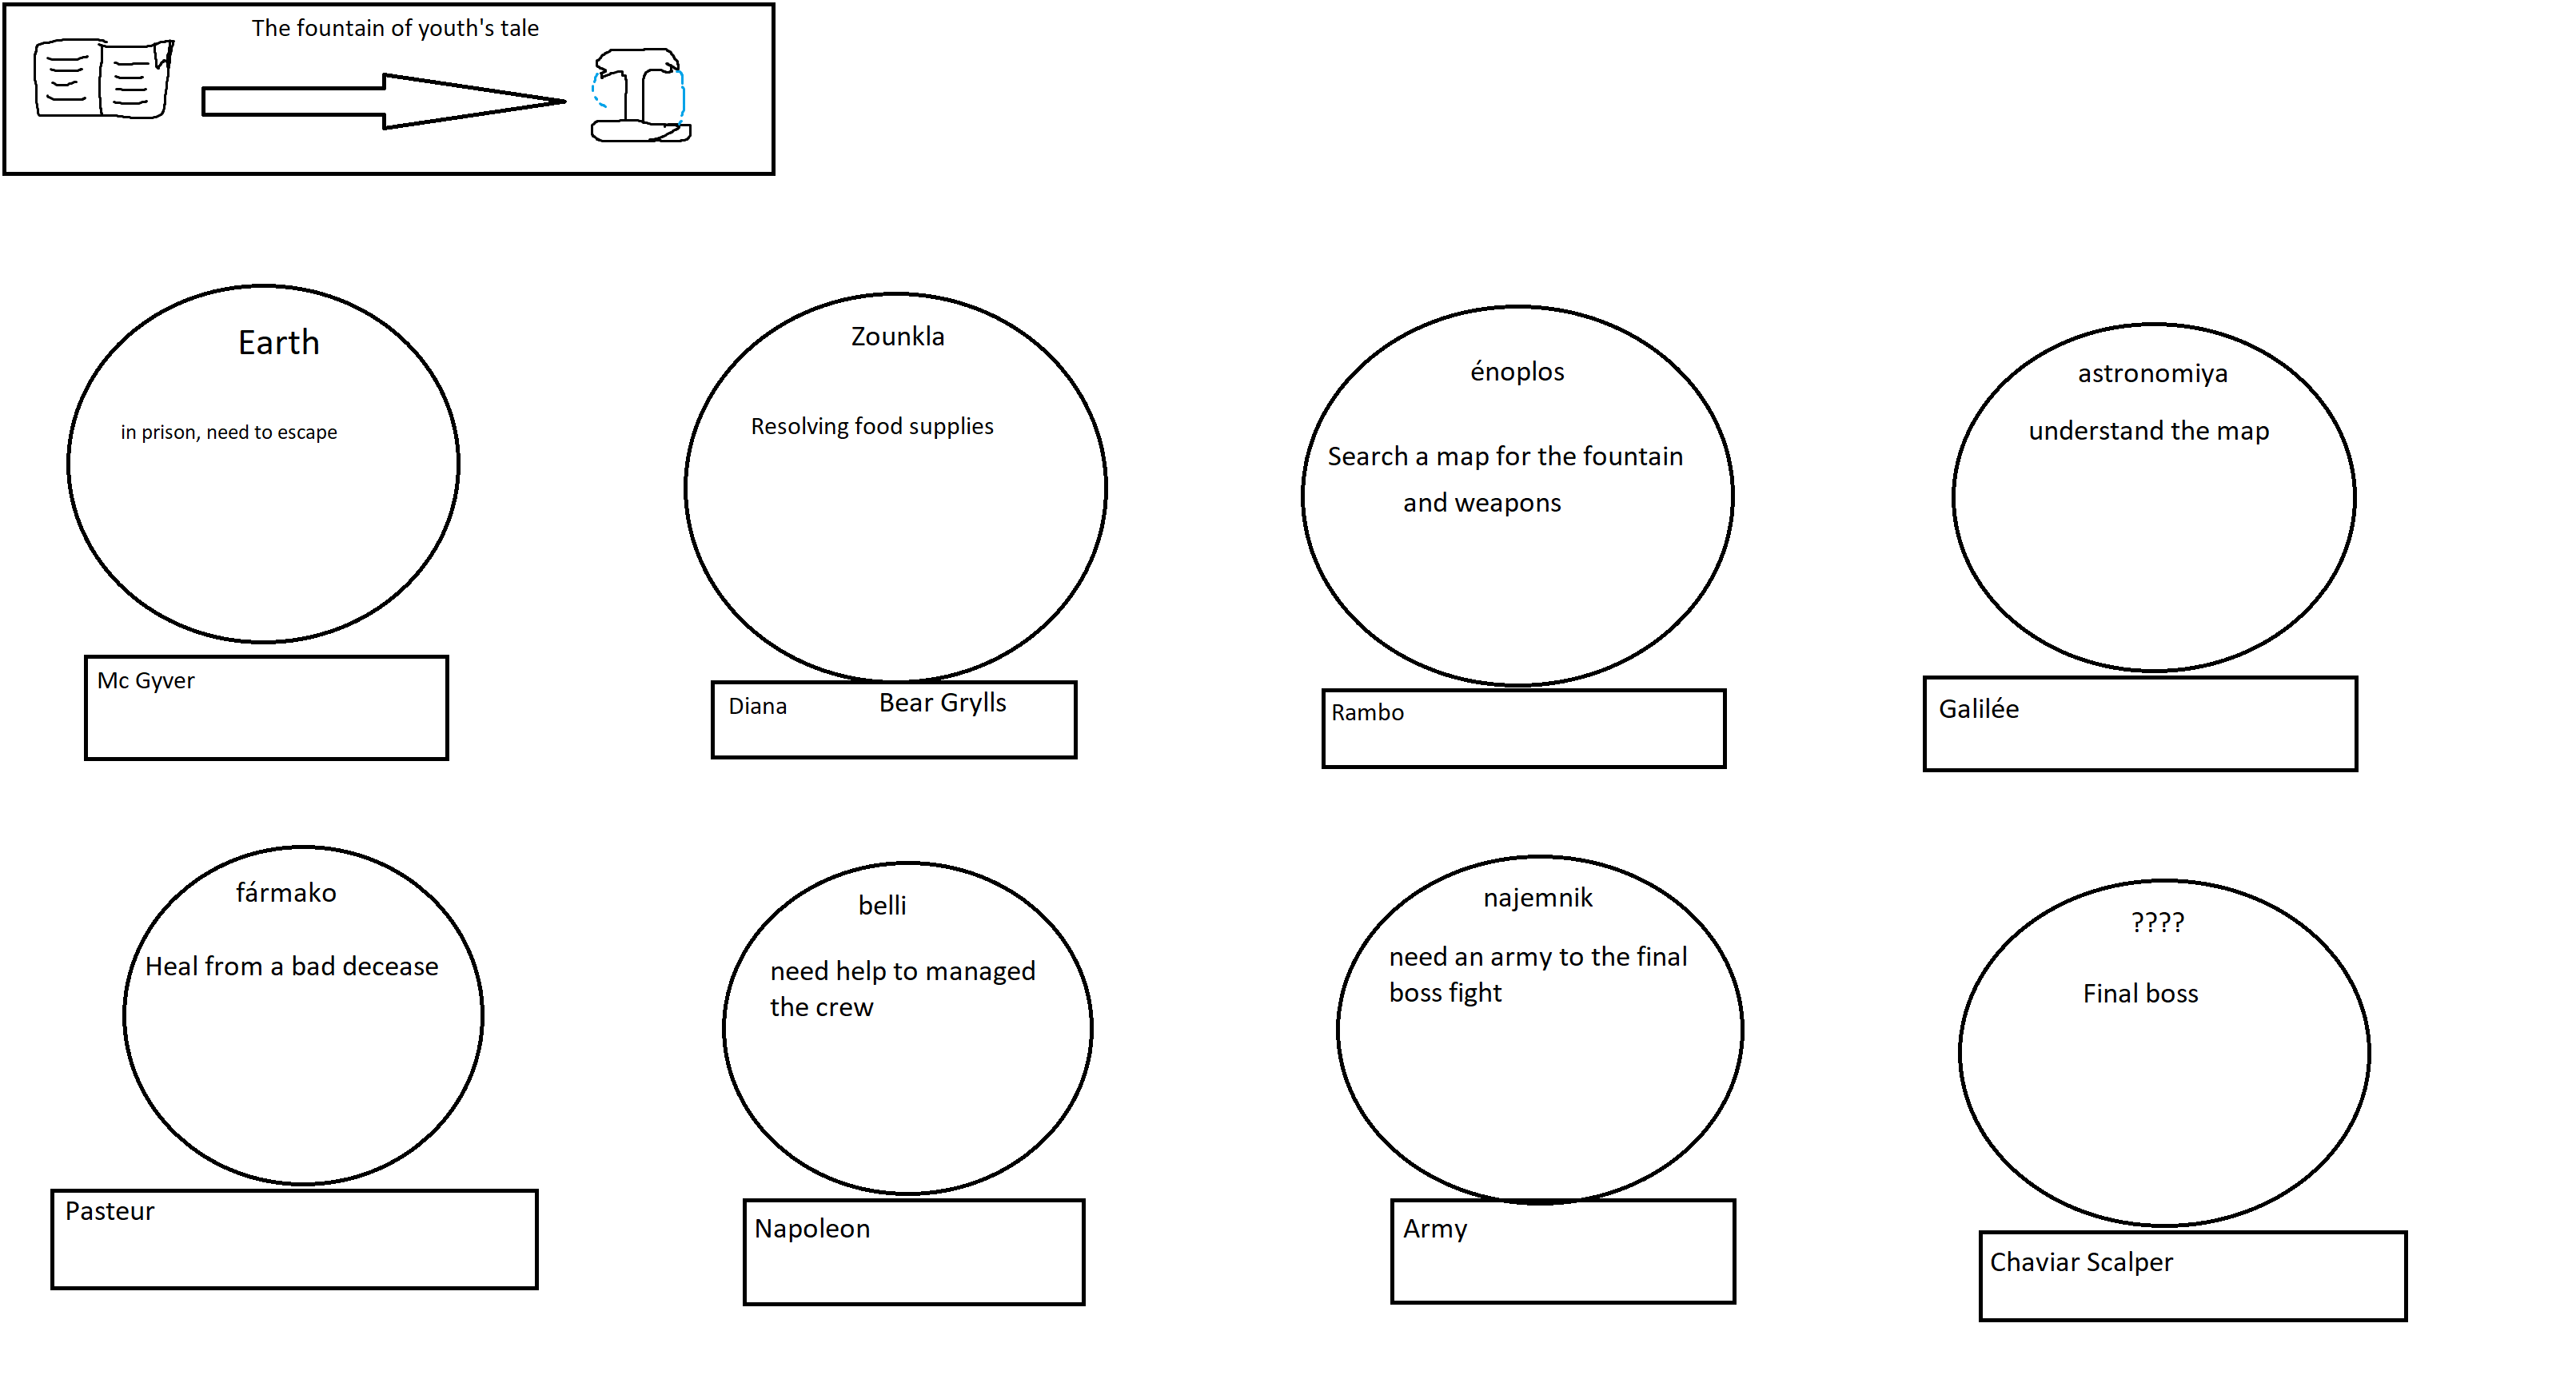 The fountain of youth's tale
Earth
in prison, need to escape
Mc Gyver
Zounkla
Resolving food supplies
Diana
Bear Grylls
énoplos
Search a map for the fountain
and weapons
Rambo
astronomiya
understand the map
Galilée
fármako
Heal from a bad decease
Pasteur
belli
need help to managed
the crew
Napoleon
najemnik
need an army to the final
boss fight
Army
????
Final boss
Chaviar Scalper